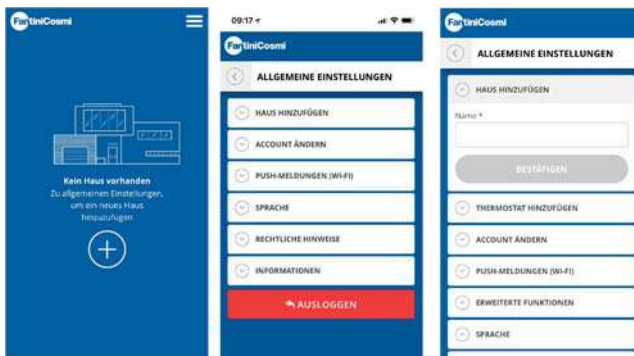 FantiniCosmi
Kein Haus vorhanden
Zu allgemeinen Einstellungen,
um ein neues Haus
hinzuzufügen
09:17
FantiniCosmi
ALLGEMEINE EINSTELLUNGEN
HAUS HINZUFÜGEN
ACCOUNT ÄNDERN
PUSH-MELDUNGEN (WI-FI)
SPRACHE
RECHTLICHE HINWEISE
INFORMATIONEN
AUSLOGGEN
FantiniCosmi
ALLGEMEINE EINSTELLUNGEN
HAUS HINZUFÜGEN
Name *
BESTÄTIGEN
THERMOSTAT HINZUFÜGEN
ACCOUNT ÄNDERN
PUSH-MELDUNGEN (WI-FI)
ERWEITERTE FUNKTIONEN
SPRACHE